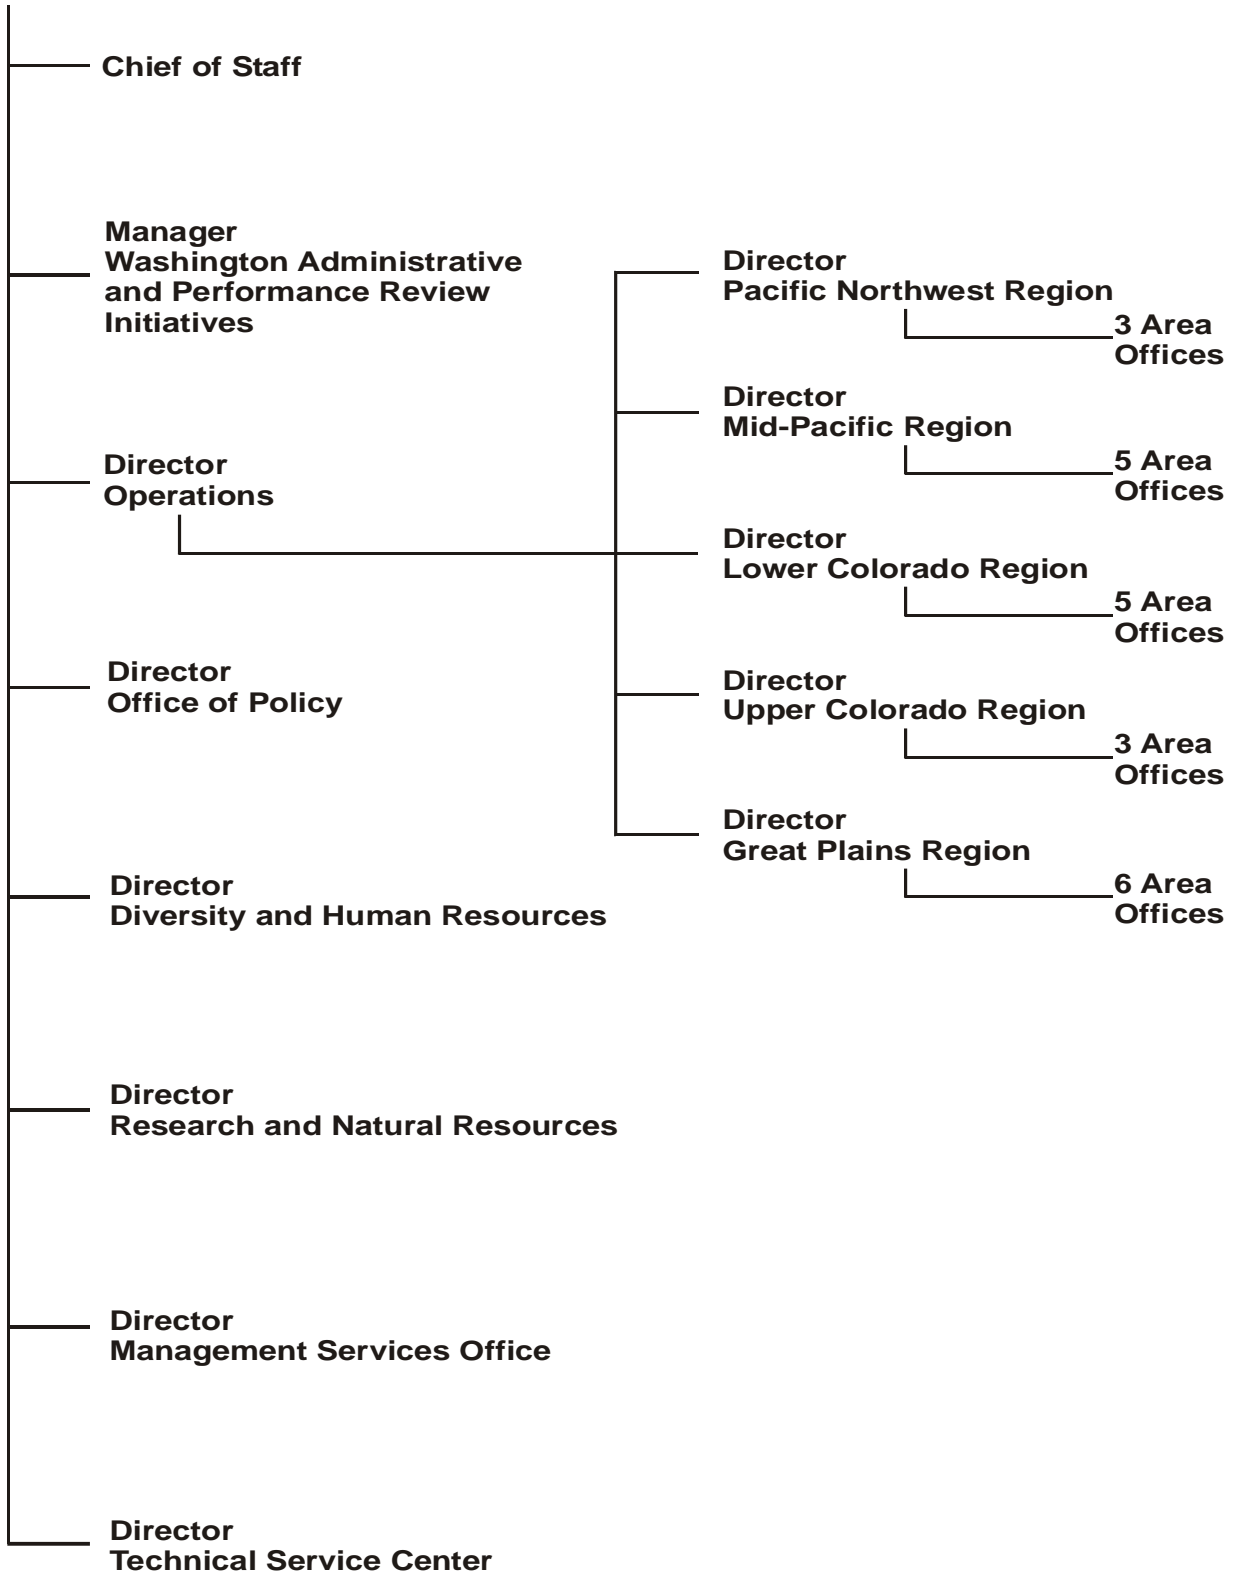 Chief of Staff
Manager
Washington Administrative
and Performance Review
Initiatives
Director
Operations
Director
Pacific Northwest Region
3 Area
Offices
Director
Mid-Pacific Region
5 Area
Offices
Director
Lower Colorado Region
5 Area
Offices
Director
Upper Colorado Region
3 Area
Offices
Director
Great Plains Region
6 Area
Offices
Director
Office of Policy
Director
Diversity and Human Resources
Director
Research and Natural Resources
Director
Management Services Office
Director
Technical Service Center